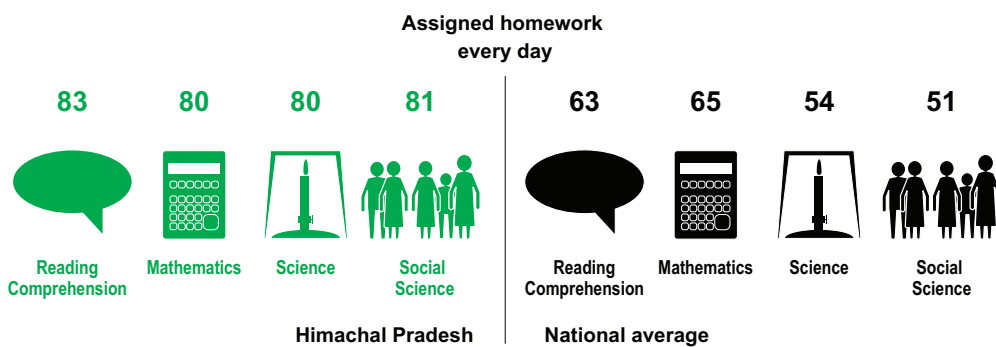 Assigned homework
every day
83 80 80 81 63 65 54 51
Reading Comprehension
Mathematics
Science
Social Science
Reading Comprehension
Mathematics
Science
Social Science
Himachal Pradesh
National average